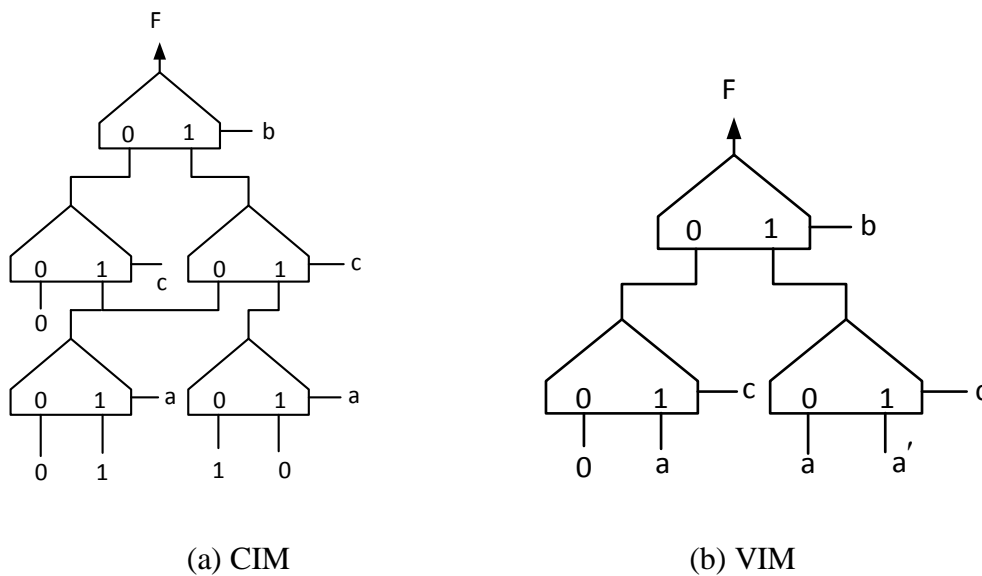 F
0 1 b
0 1 c 0 1 c
0
0 1 a 0 1 a
0 1 1 0
(a) CIM
F
0 1 b
0 1 c 0 1 c
0 a a a'
(b) VIM